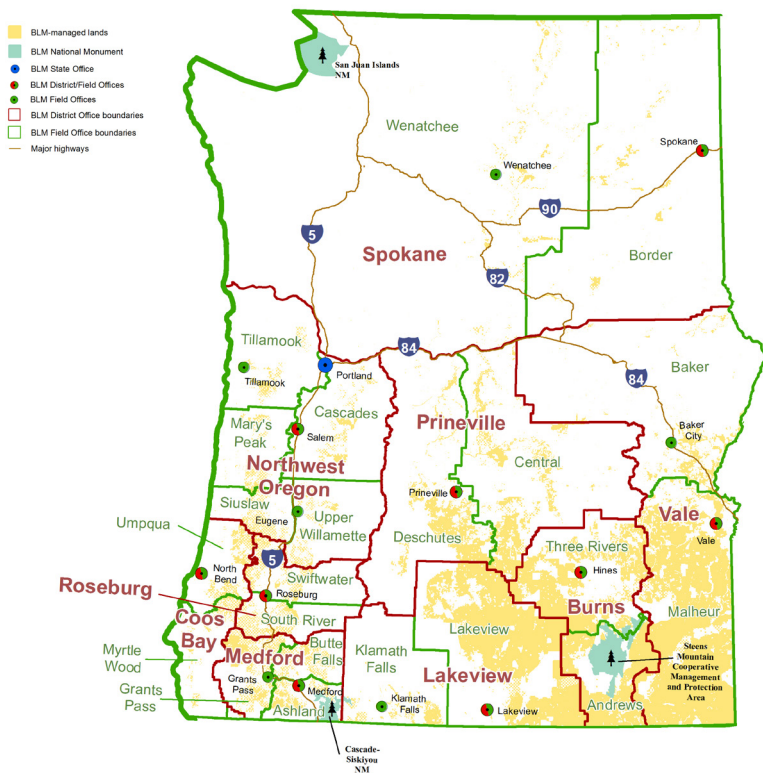 BLM-managed lands
BLM National Monument
BLM State Office
BLM District/Field Offices
BLM Field Offices
BLM District Office boundaries
BLM Field Office boundaries
Major highways
San Juan Islands
NM
Wenatchee
Wenatchee
Spokane
90
5
Spokane
82
Border
Tillamook
84
Tillamook
Portland
84
Baker
Cascades
Mary's
Peak
Salem
Prineville
Baker
City
Northwest
Oregon
Central
Siuslaw
Eugene
Upper
Willamette
Prineville
Vale
Vale
Umpqua
Deschutes
Three Rivers
5
North
Bend
Swiftwater
Hines
Roseburg
Roseburg
South River
Burns
Malheur
Coos
Bay
Lakeview
Myrtle
Wood
Medford
Butte
Falls
Klamath
Falls
Steens
Mountain
Cooperative
Management
and Protection
Area
Grants
Pass
Grants
Pass
Medford
Lakeview
Klamath
Falls
Lakeview
Ashland
Andrews
Cascade-
Siskiyou
NM